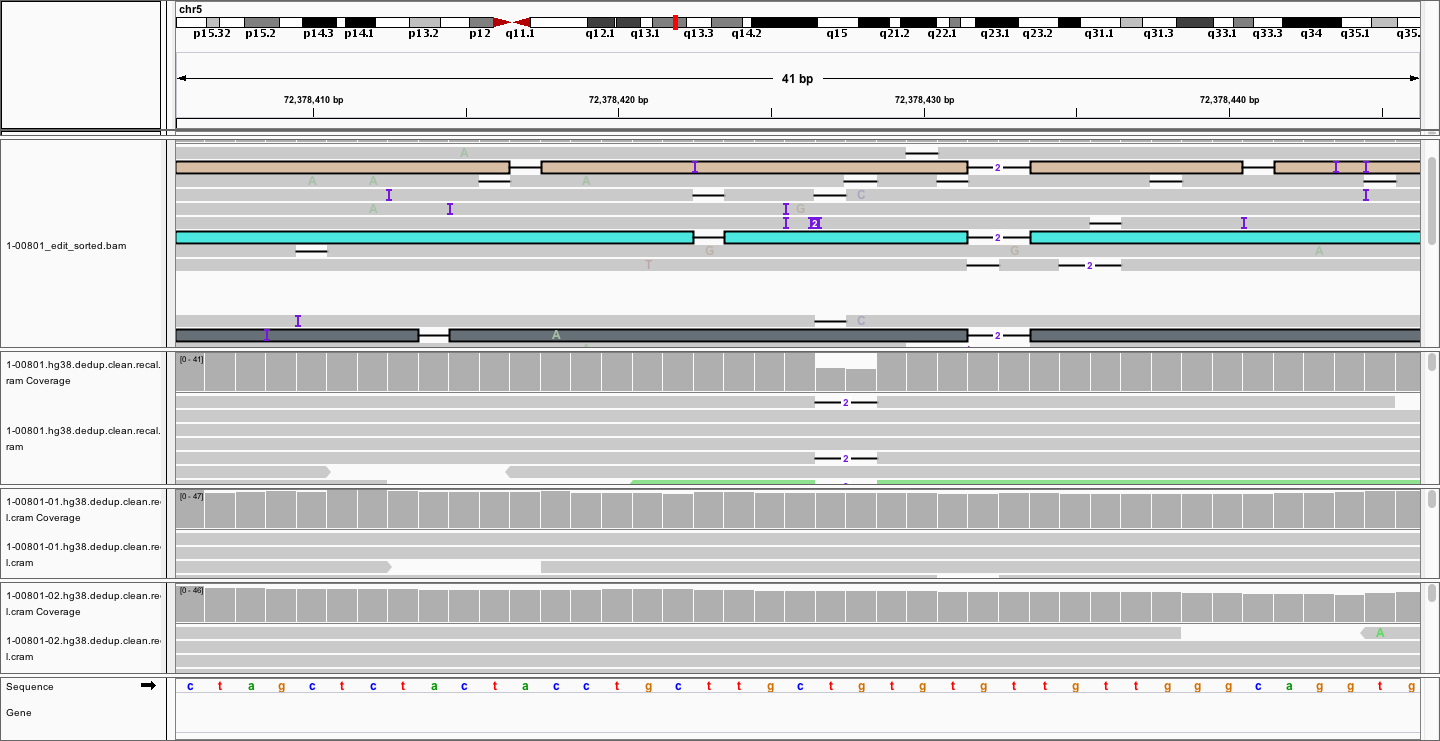 chr5
p15.32 p15.2 p14.3 p14.1 p13.2 p12 q11.1 q12.1 q13.1 q13.3 q14.2 q15 q21.2 q22.1 q23.1 q23.2 q31.1 q31.3 q33.1 q33.3 q34 q35.1 q35.
41 bp
72,378,410 bp 72,378,420 bp 72,378,430 bp 72,378,440 bp
A
I 2 I I
A A A
I C I
A I I G
I 2 I
1-00801_edit_sorted.bam
2
G G A
T 2
I C
I A 2
[0 - 41]
1-00801.hg38.dedup.clean.recal.
ram Coverage
2
1-00801.hg38.dedup.clean.recal.
ram
2
[0 - 47]
1-00801-01.hg38.dedup.clean.re
l.cram Coverage
1-00801-01.hg38.dedup.clean.re
l.cram
[0 - 46]
1-00801-02.hg38.dedup.clean.re
l.cram Coverage
1-00801-02.hg38.dedup.clean.re
l.cram
A
Sequence c t a g c t c t a c t a c c t g c t t g c t g t g t g t t g t t g g g c a g g t g
Gene